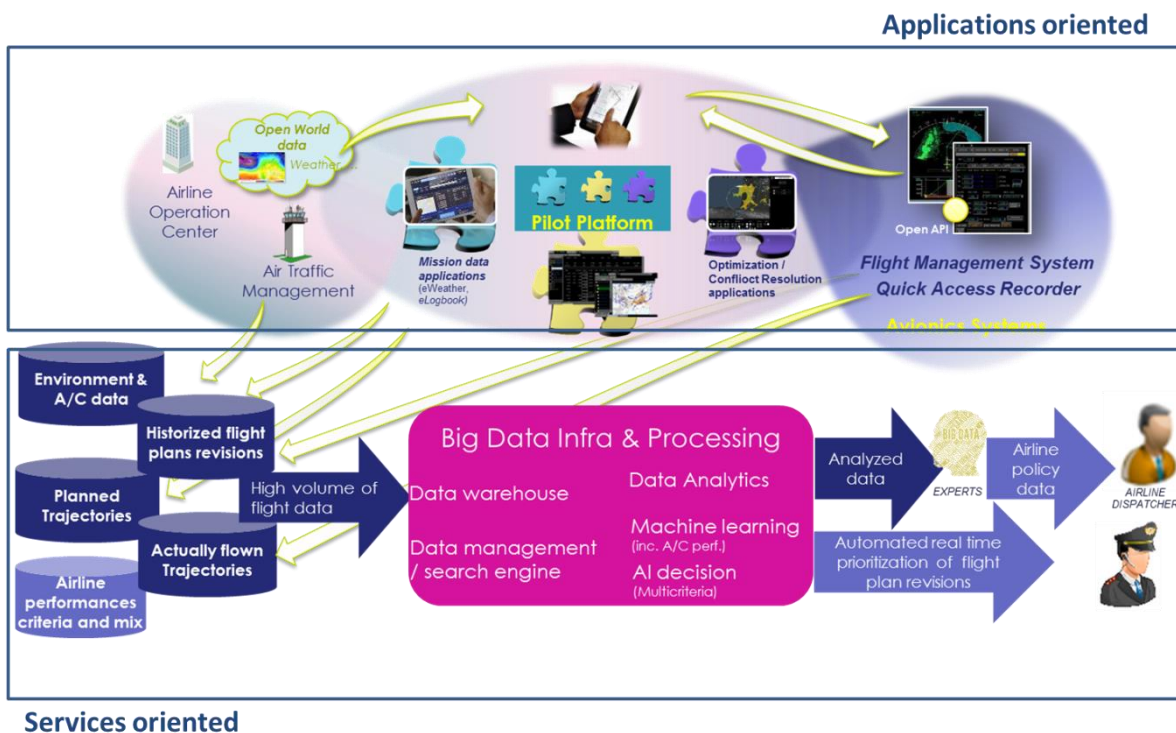 Applications oriented
Open World
data
Weather ...
Airline
Operation
Center
Air Traffic
Management
Mission data
applications
(eWeather,
eLogbook)
Pilot Platform
Optimization /
Conflioct Resolution
applications
Open API
Flight Management System
Quick Access Recorder
Avionics Systems
Environment &
A/C data
Historized flight
plans revisions
Planned
Trajectories
Actually flown
Trajectories
Airline
performances
criteria and mix
High volume of
flight data
Big Data Infra & Processing
Data warehouse
Data management
/ search engine
Data Analytics
Machine learning
(inc. A/C perf.)
AI decision
(Multicriteria)
Analyzed
data
BIG DATA
EXPERTS
Airline
policy
data
AIRLINE
DISPATCHER
Automated real time
prioritization of flight
plan revisions
Services oriented